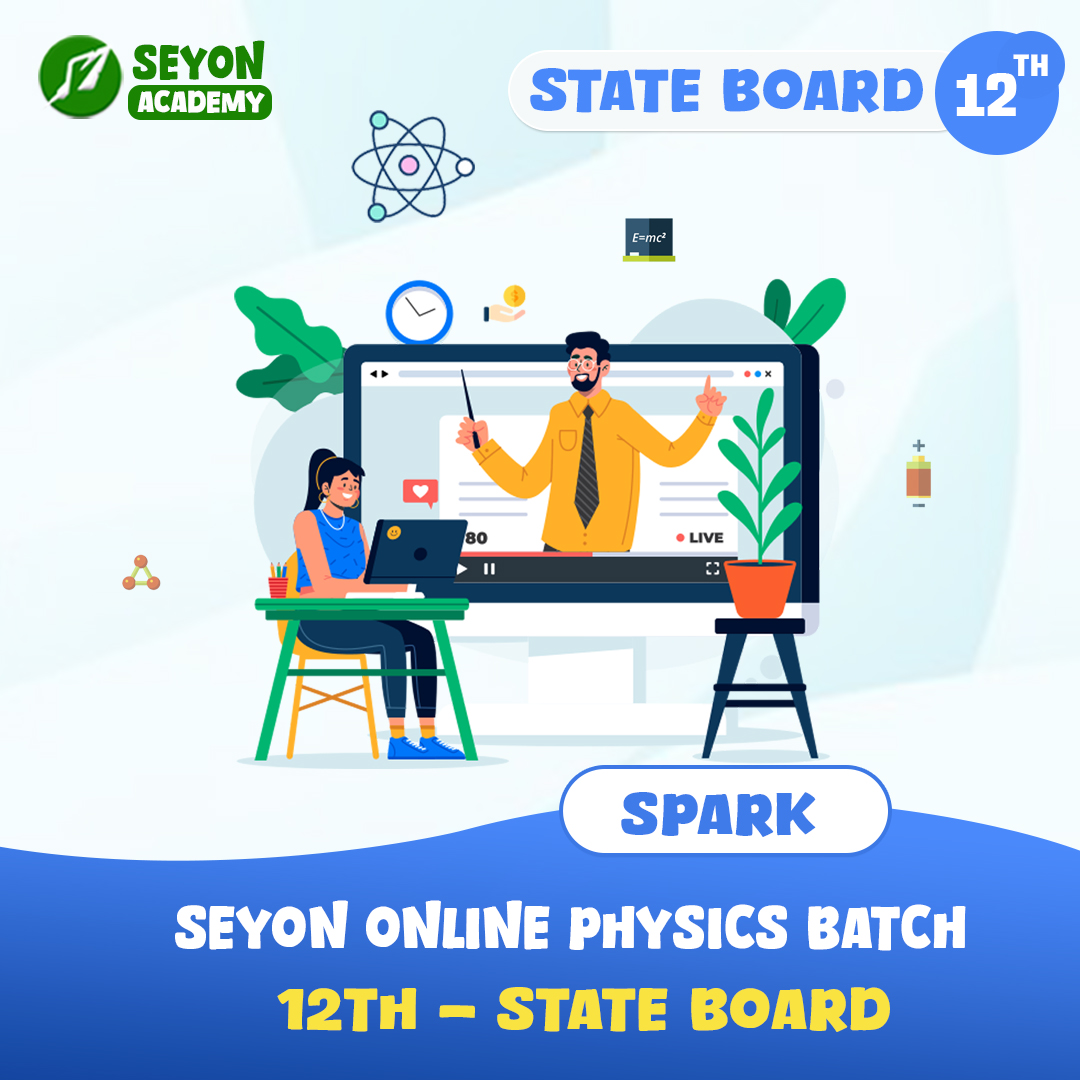 SEYON
ACADEMY
STATE BOARD
12TH
E=mc²
80
LIVE
SPARK
SEYON ONLINE PHYSICS BATCH
12TH – STATE BOARD